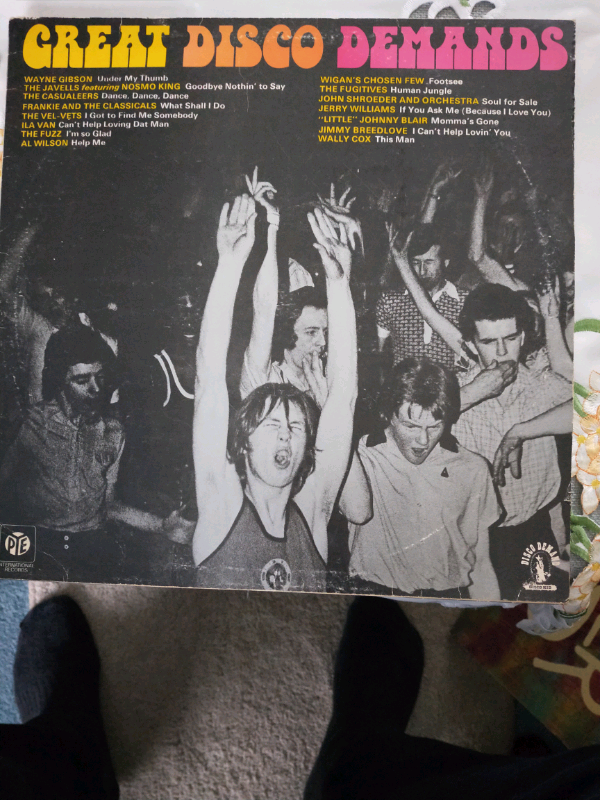 GREAT DISCO DEMANDS
WAYNE GIBSON Under My Thumb
THE JAVELLS featuring NOSMO KING Goodbye Nothin' to Say
THE CASUALEERS Dance, Dance, Dance
FRANKIE AND THE CLASSICALS What Shall I Do
THE VEL-VETS I Got to Find Me Somebody
ILA VAN Can't Help Loving Dat Man
THE FUZZ I'm so Glad
AL WILSON Help Me
WIGAN'S CHOSEN FEW Footsee
THE FUGITIVES Human Jungle
JOHN SHROEDER AND ORCHESTRA Soul for Sale
JERRY WILLIAMS If You Ask Me (Because I Love You)
"LITTLE" JOHNNY BLAIR Momma's Gone
JIMMY BREEDLOVE I Can't Help Lovin' You
WALLY COX This Man
PYE
INTERNATIONAL
RECORDS
DISCO DEMAND